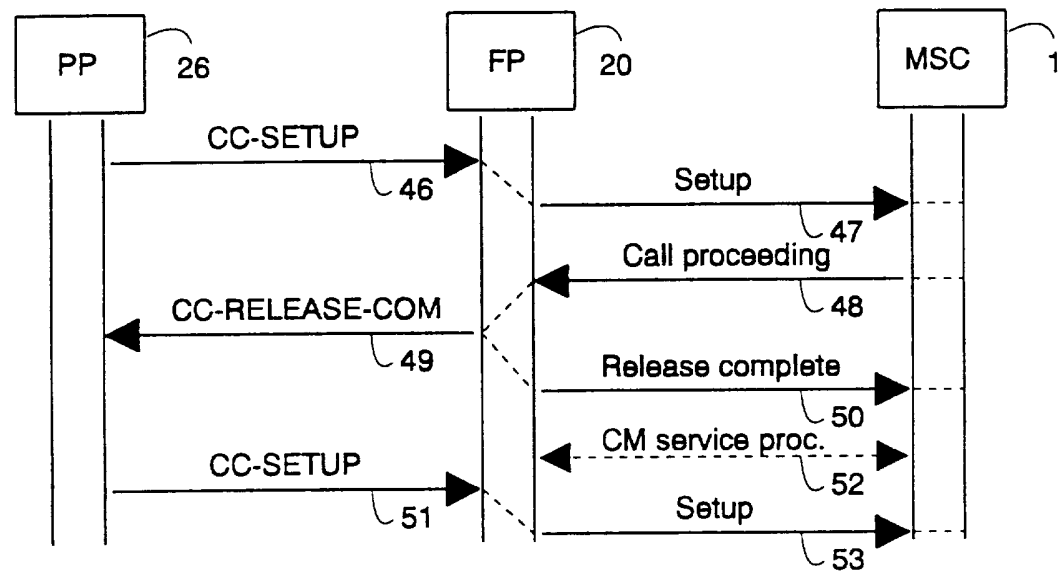 PP
26
FP
20
MSC
1
CC-SETUP
46
Setup
47
Call proceeding
48
CC-RELEASE-COM
49
Release complete
50
CM service proc.
52
CC-SETUP
51
Setup
53